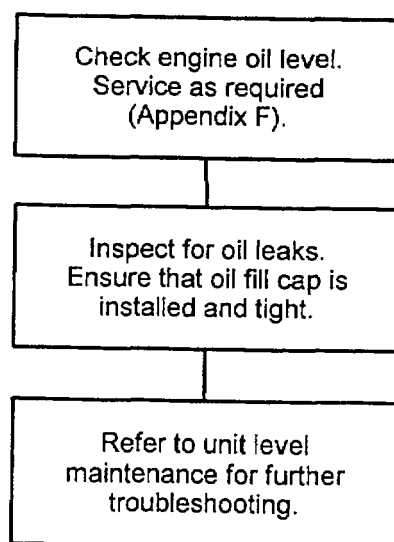 Check engine oil level.
Service as required
(Appendix F).
Inspect for oil leaks.
Ensure that oil fill cap is
installed and tight.
Refer to unit level
maintenance for further
troubleshooting.